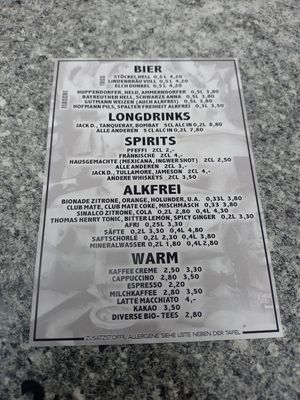 BIER
FASS
STÖCKEL HELL 0,5 L 4,20
LINDENBRÄU VOLL 0,5 L 4,20
ELCH DUNKEL 0,5 L 4,20
FLASCHE
HUPPENDORFER, HELD, AMMERNDORFER 0,5L 3,80
BAYREUTHER HELL, SCHWARZE ANNA 0,5L 3,80
GUTMANN WEIZEN (AUCH ALKFREI) 0,5L 3,80
HOFMANN PILS, SPALTER FREIHEIT ALKFREI 0,3L 3,50
LONGDRINKS
JACK D., TANQUERAY, BOMBAY 5CL ALC IN 0,2L 8,80
ALLE ANDEREN 5CL ALC IN 0,2L 7,80
SPIRITS
PFEFFI 2CL 2,-
FRÄNKISCHE 2CL 4,-
HAUSGEMACHTE (MEXICANA, INGWER SHOT) 2CL 2,50
ALLE ANDEREN 2CL 3,-
JACK D., TULLAMORE, JAMESON 2CL 4,-
ANDERE WHISKEYS 2CL 3,50
ALKFREI
BIONADE ZITRONE, ORANGE, HOLUNDER, U.A. 0,33L 3,80
CLUB MATE, CLUB MATE COKE, MISCHMASCH 0,33 3,80
SINALCO ZITRONE, COLA 0,2L 2,80 0,4L 4,30
THOMAS HENRY TONIC, BITTER LEMON, SPICY GINGER 0,2L 3,30
AFRI 0,25L 3,30
SÄFTE 0,2L 3,30 0,4L 4,80
SAFTSCHORLE 0,2L 2,30 0,4L 3,80
MINERALWASSER 0,2L 1,80 0,4L 2,80
WARM
KAFFEE CREME 2,50 3,30
CAPPUCCINO 2,80 3,50
ESPRESSO 2,20
MILCHKAFFEE 2,80 3,50
LATTE MACCHIATO 4,-
KAKAO 3,50
DIVERSE BIO-TEES 2,80
ZUSATZSTOFFE/ALLERGENE SIEHE LISTE NEBEN DER TAFEL